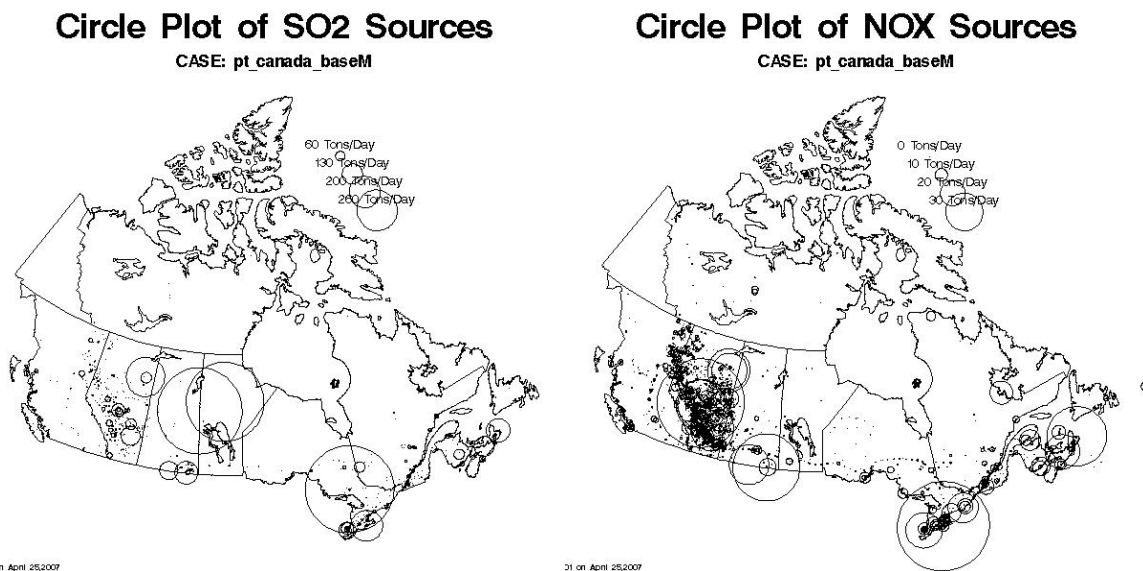 Circle Plot of SO2 Sources
CASE: pt_canada_baseM
60 Tons/Day
130 Tons/Day
200 Tons/Day
260 Tons/Day
n April 25,2007
Circle Plot of NOX Sources
CASE: pt_canada_baseM
0 Tons/Day
10 Tons/Day
20 Tons/Day
30 Tons/Day
01 on April 25,2007